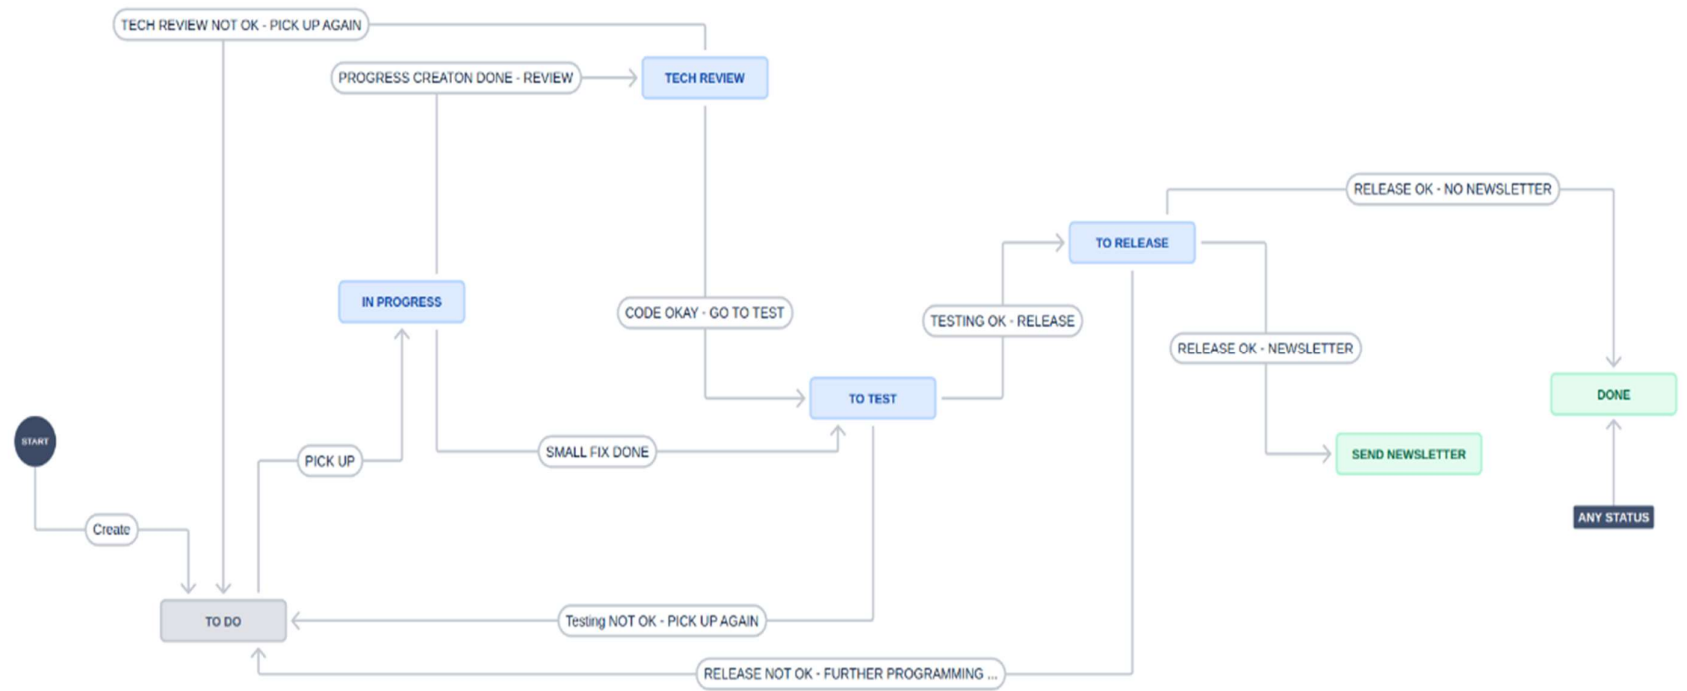 TECH REVIEW NOT OK - PICK UP AGAIN
PROGRESS CREATON DONE - REVIEW
TECH REVIEW
RELEASE OK - NO NEWSLETTER
TO RELEASE
IN PROGRESS
CODE OKAY - GO TO TEST
TESTING OK - RELEASE
RELEASE OK - NEWSLETTER
TO TEST
DONE
START
SMALL FIX DONE
PICK UP
SEND NEWSLETTER
ANY STATUS
Create
TO DO
Testing NOT OK - PICK UP AGAIN
RELEASE NOT OK - FURTHER PROGRAMMING ...